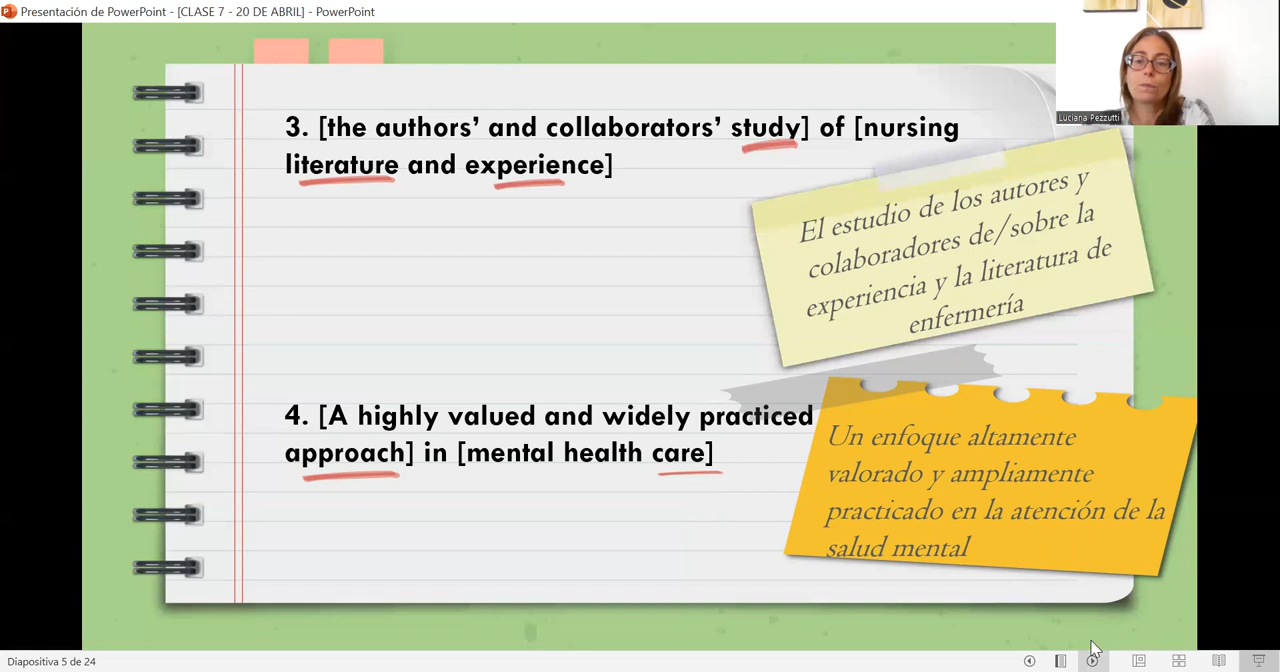 Presentación de PowerPoint - [CLASE 7 - 20 DE ABRIL] - PowerPoint
Luciana Pezzutti
3. [the authors’ and collaborators’ study] of [nursing
literature and experience]
El estudio de los autores y
colaboradores de/sobre la
experiencia y la literatura de
enfermería
4. [A highly valued and widely practiced
approach] in [mental health care]
Un enfoque altamente
valorado y ampliamente
practicado en la atención de la
salud mental
Diapositiva 5 de 24